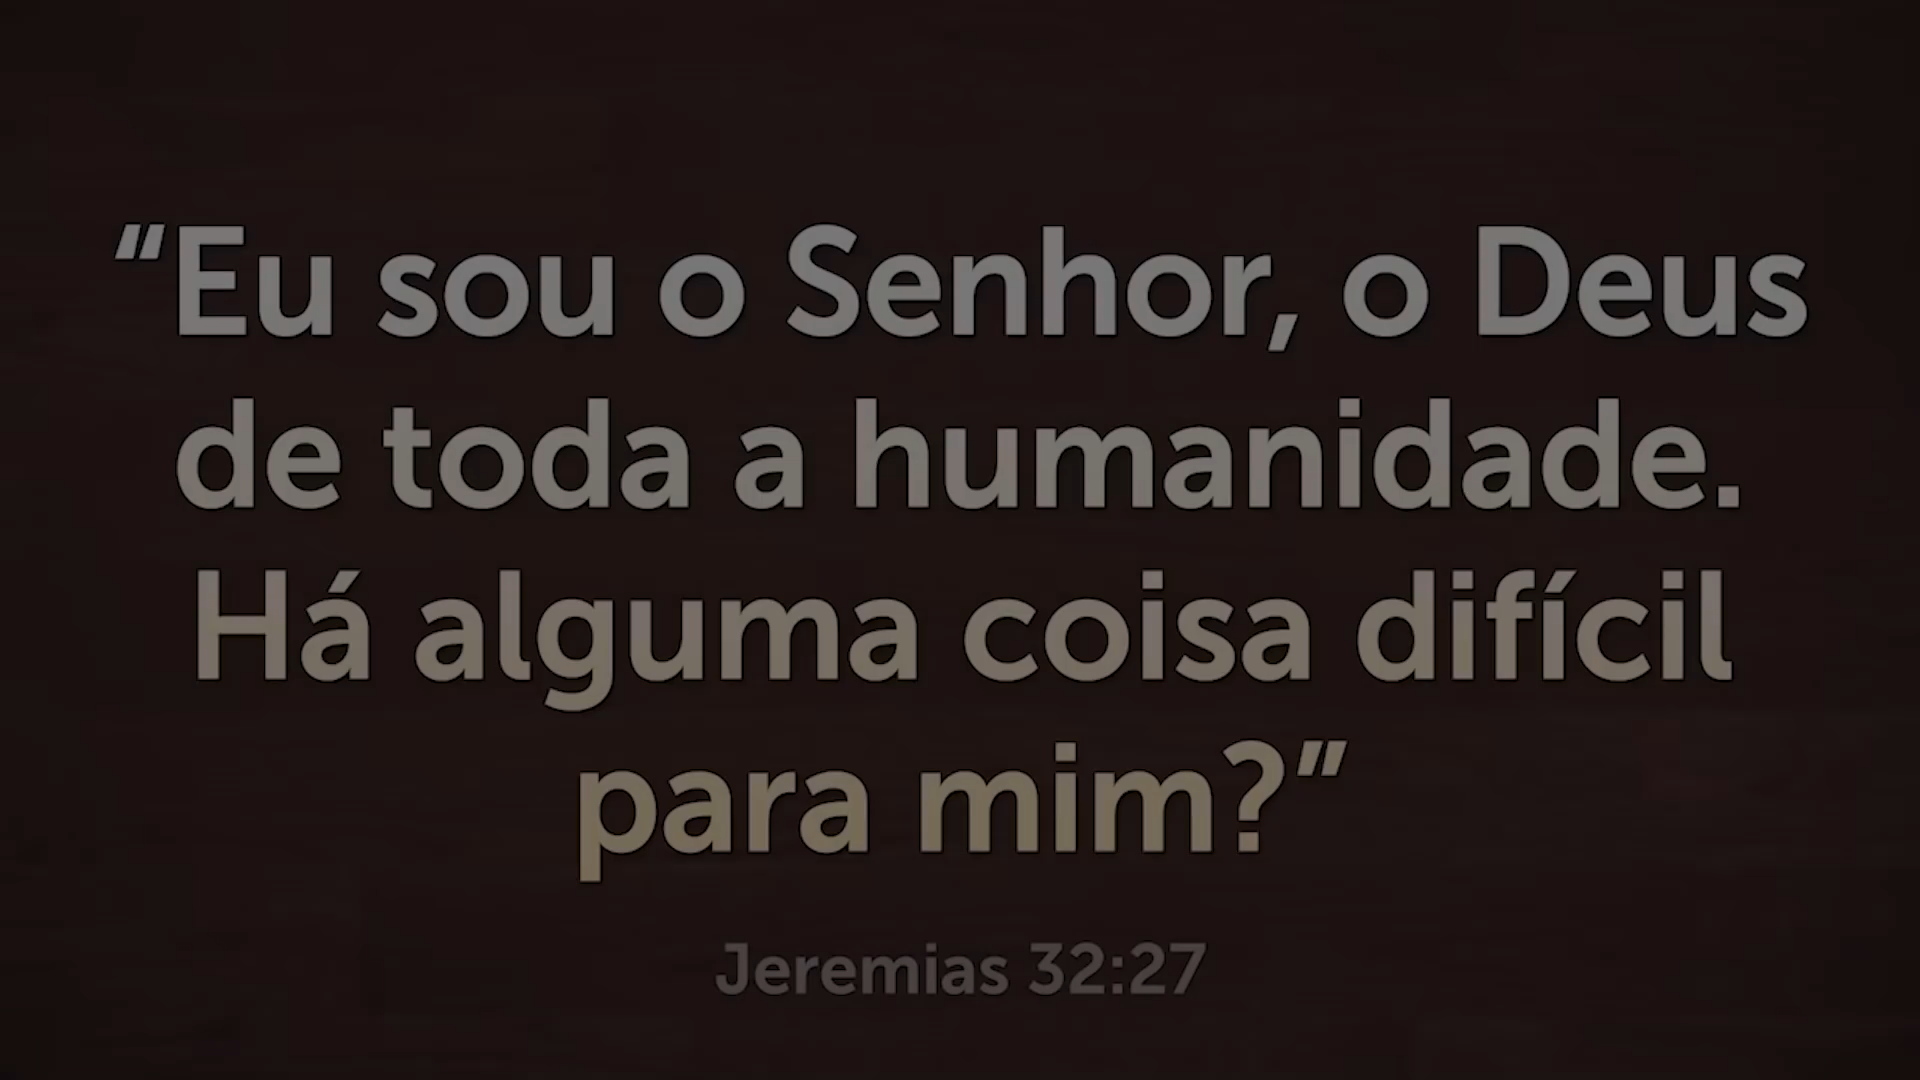 “Eu sou o Senhor, o Deus
de toda a humanidade.
Há alguma coisa difícil
para mim?”
Jeremias 32:27